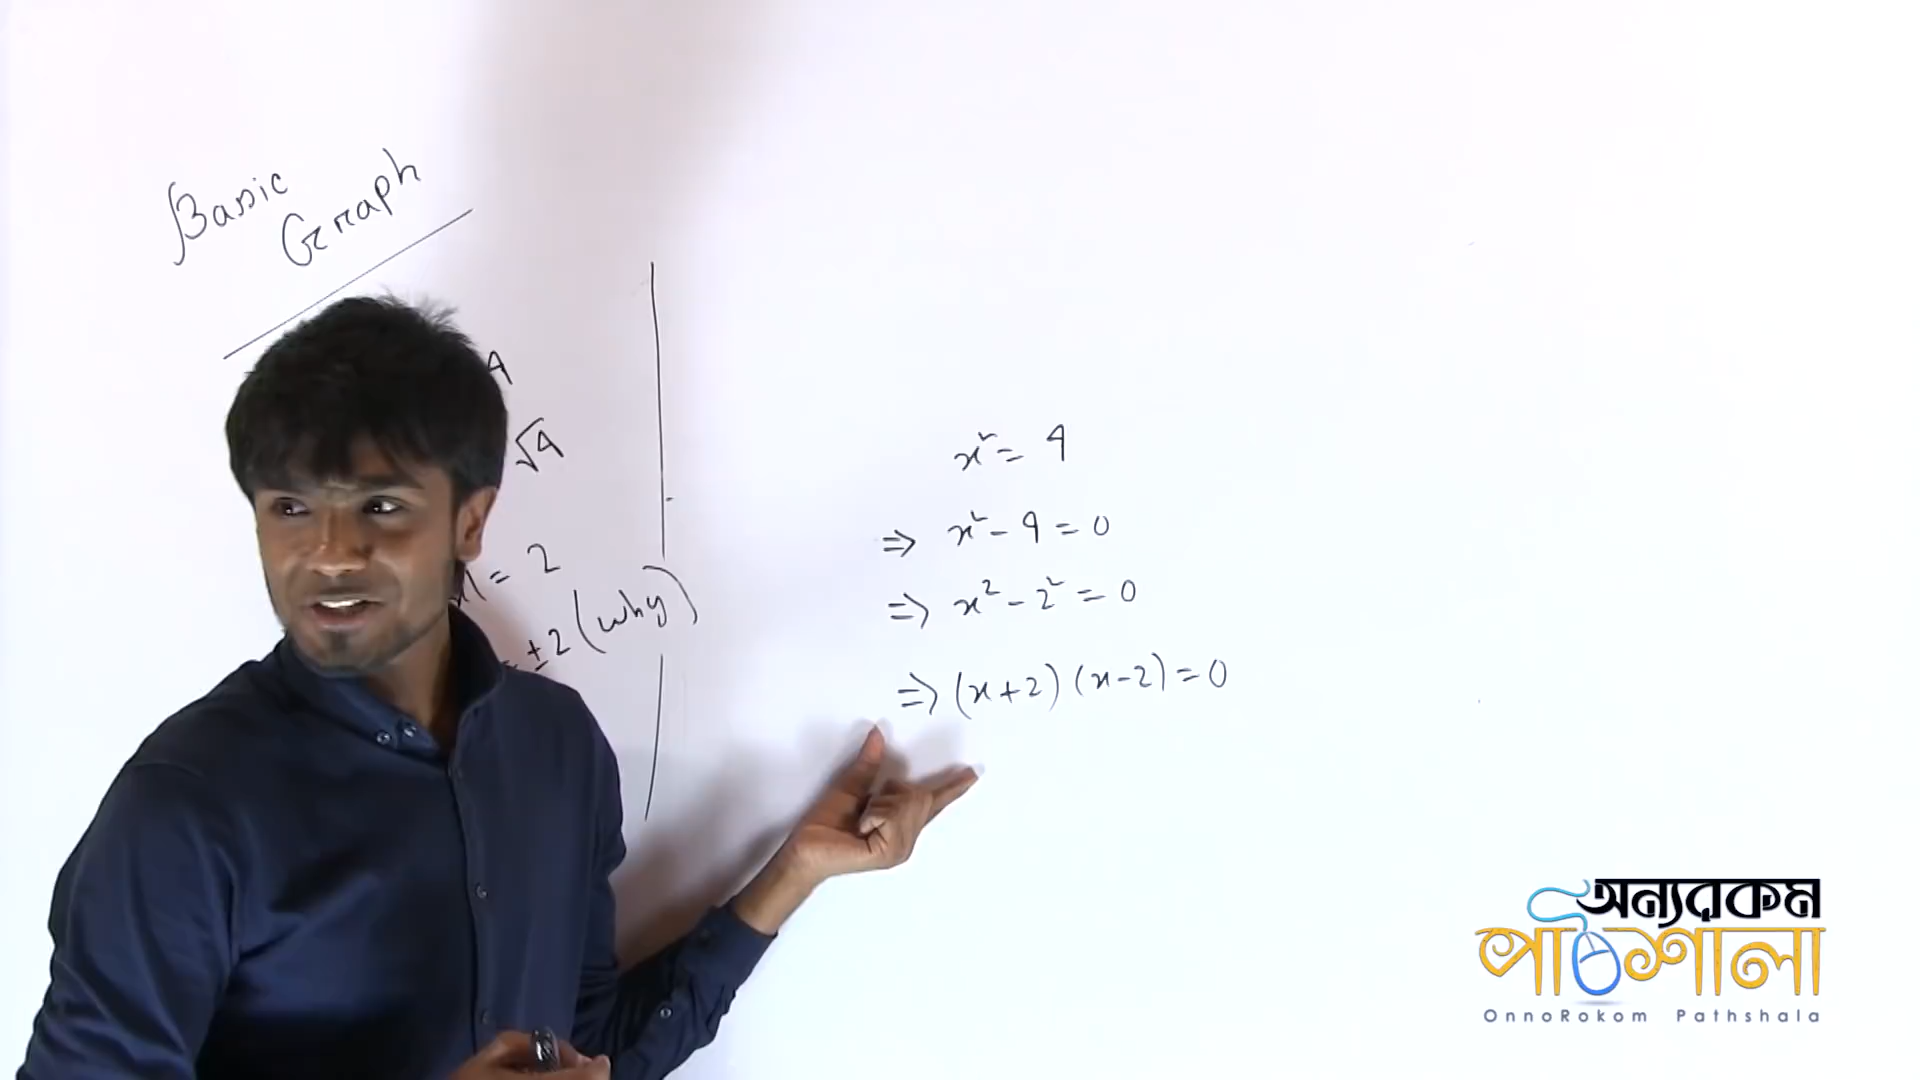 Basic
Graph
4
√4
x| = 2
= ±2 (why)
x² = 4
⇒ x² - 4 = 0
⇒ x² - 2² = 0
⇒ (x+2) (x-2) = 0
অন্যরকম
পাঠশালা
OnnoRokom Pathshala